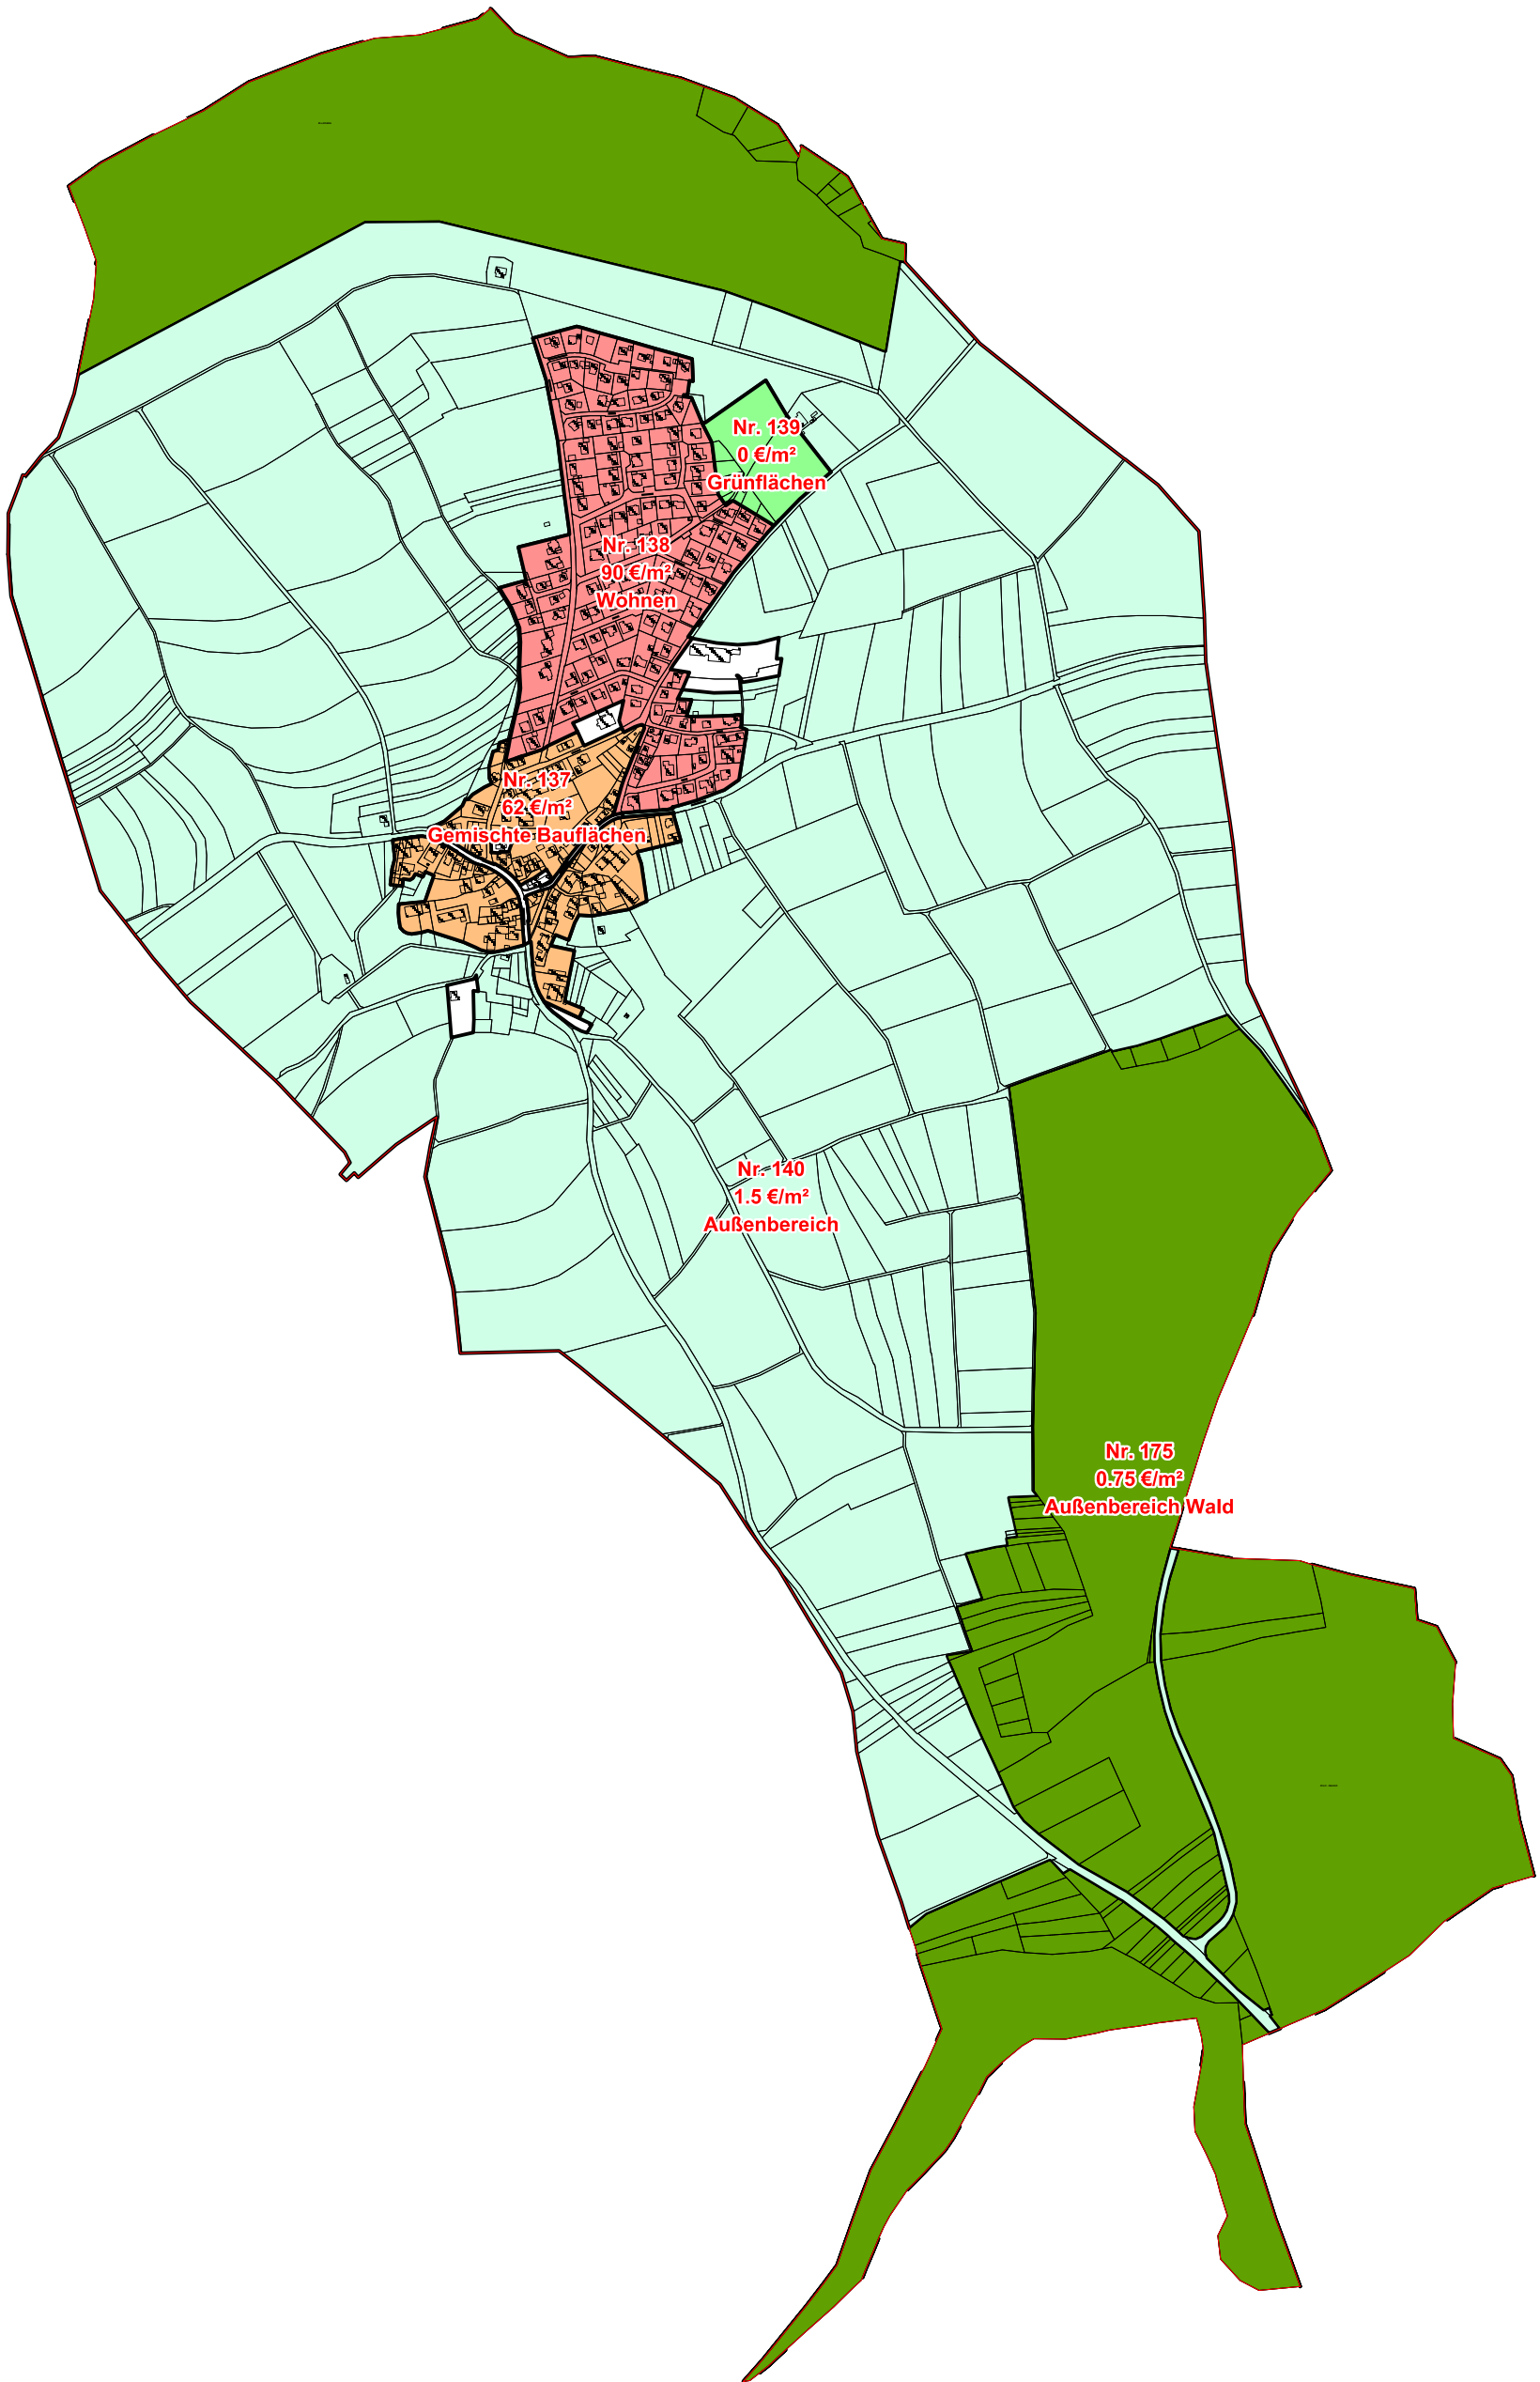 Nr. 139
0 €/m²
Grünflächen
Nr. 138
90 €/m²
Wohnen
Nr. 137
62 €/m²
Gemischte Bauflächen
Nr. 140
1.5 €/m²
Außenbereich
Nr. 175
0.75 €/m²
Außenbereich Wald